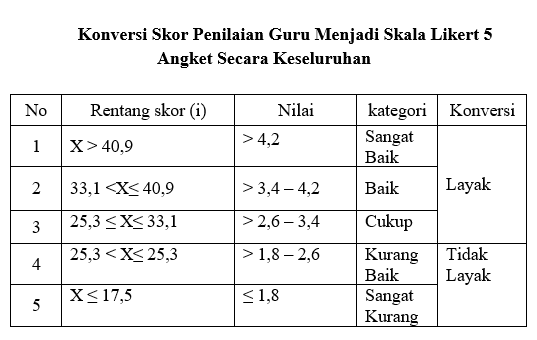 Konversi Skor Penilaian Guru Menjadi Skala Likert 5
Angket Secara Keseluruhan
No Rentang skor (i) Nilai kategori Konversi
1 X > 40,9 > 4,2 Sangat Baik Layak
2 33,1 <X≤ 40,9 > 3,4 – 4,2 Baik
3 25,3 ≤ X≤ 33,1 > 2,6 – 3,4 Cukup
4 25,3 < X≤ 25,3 > 1,8 – 2,6 Kurang Baik Tidak Layak
5 X ≤ 17,5 ≤ 1,8 Sangat Kurang